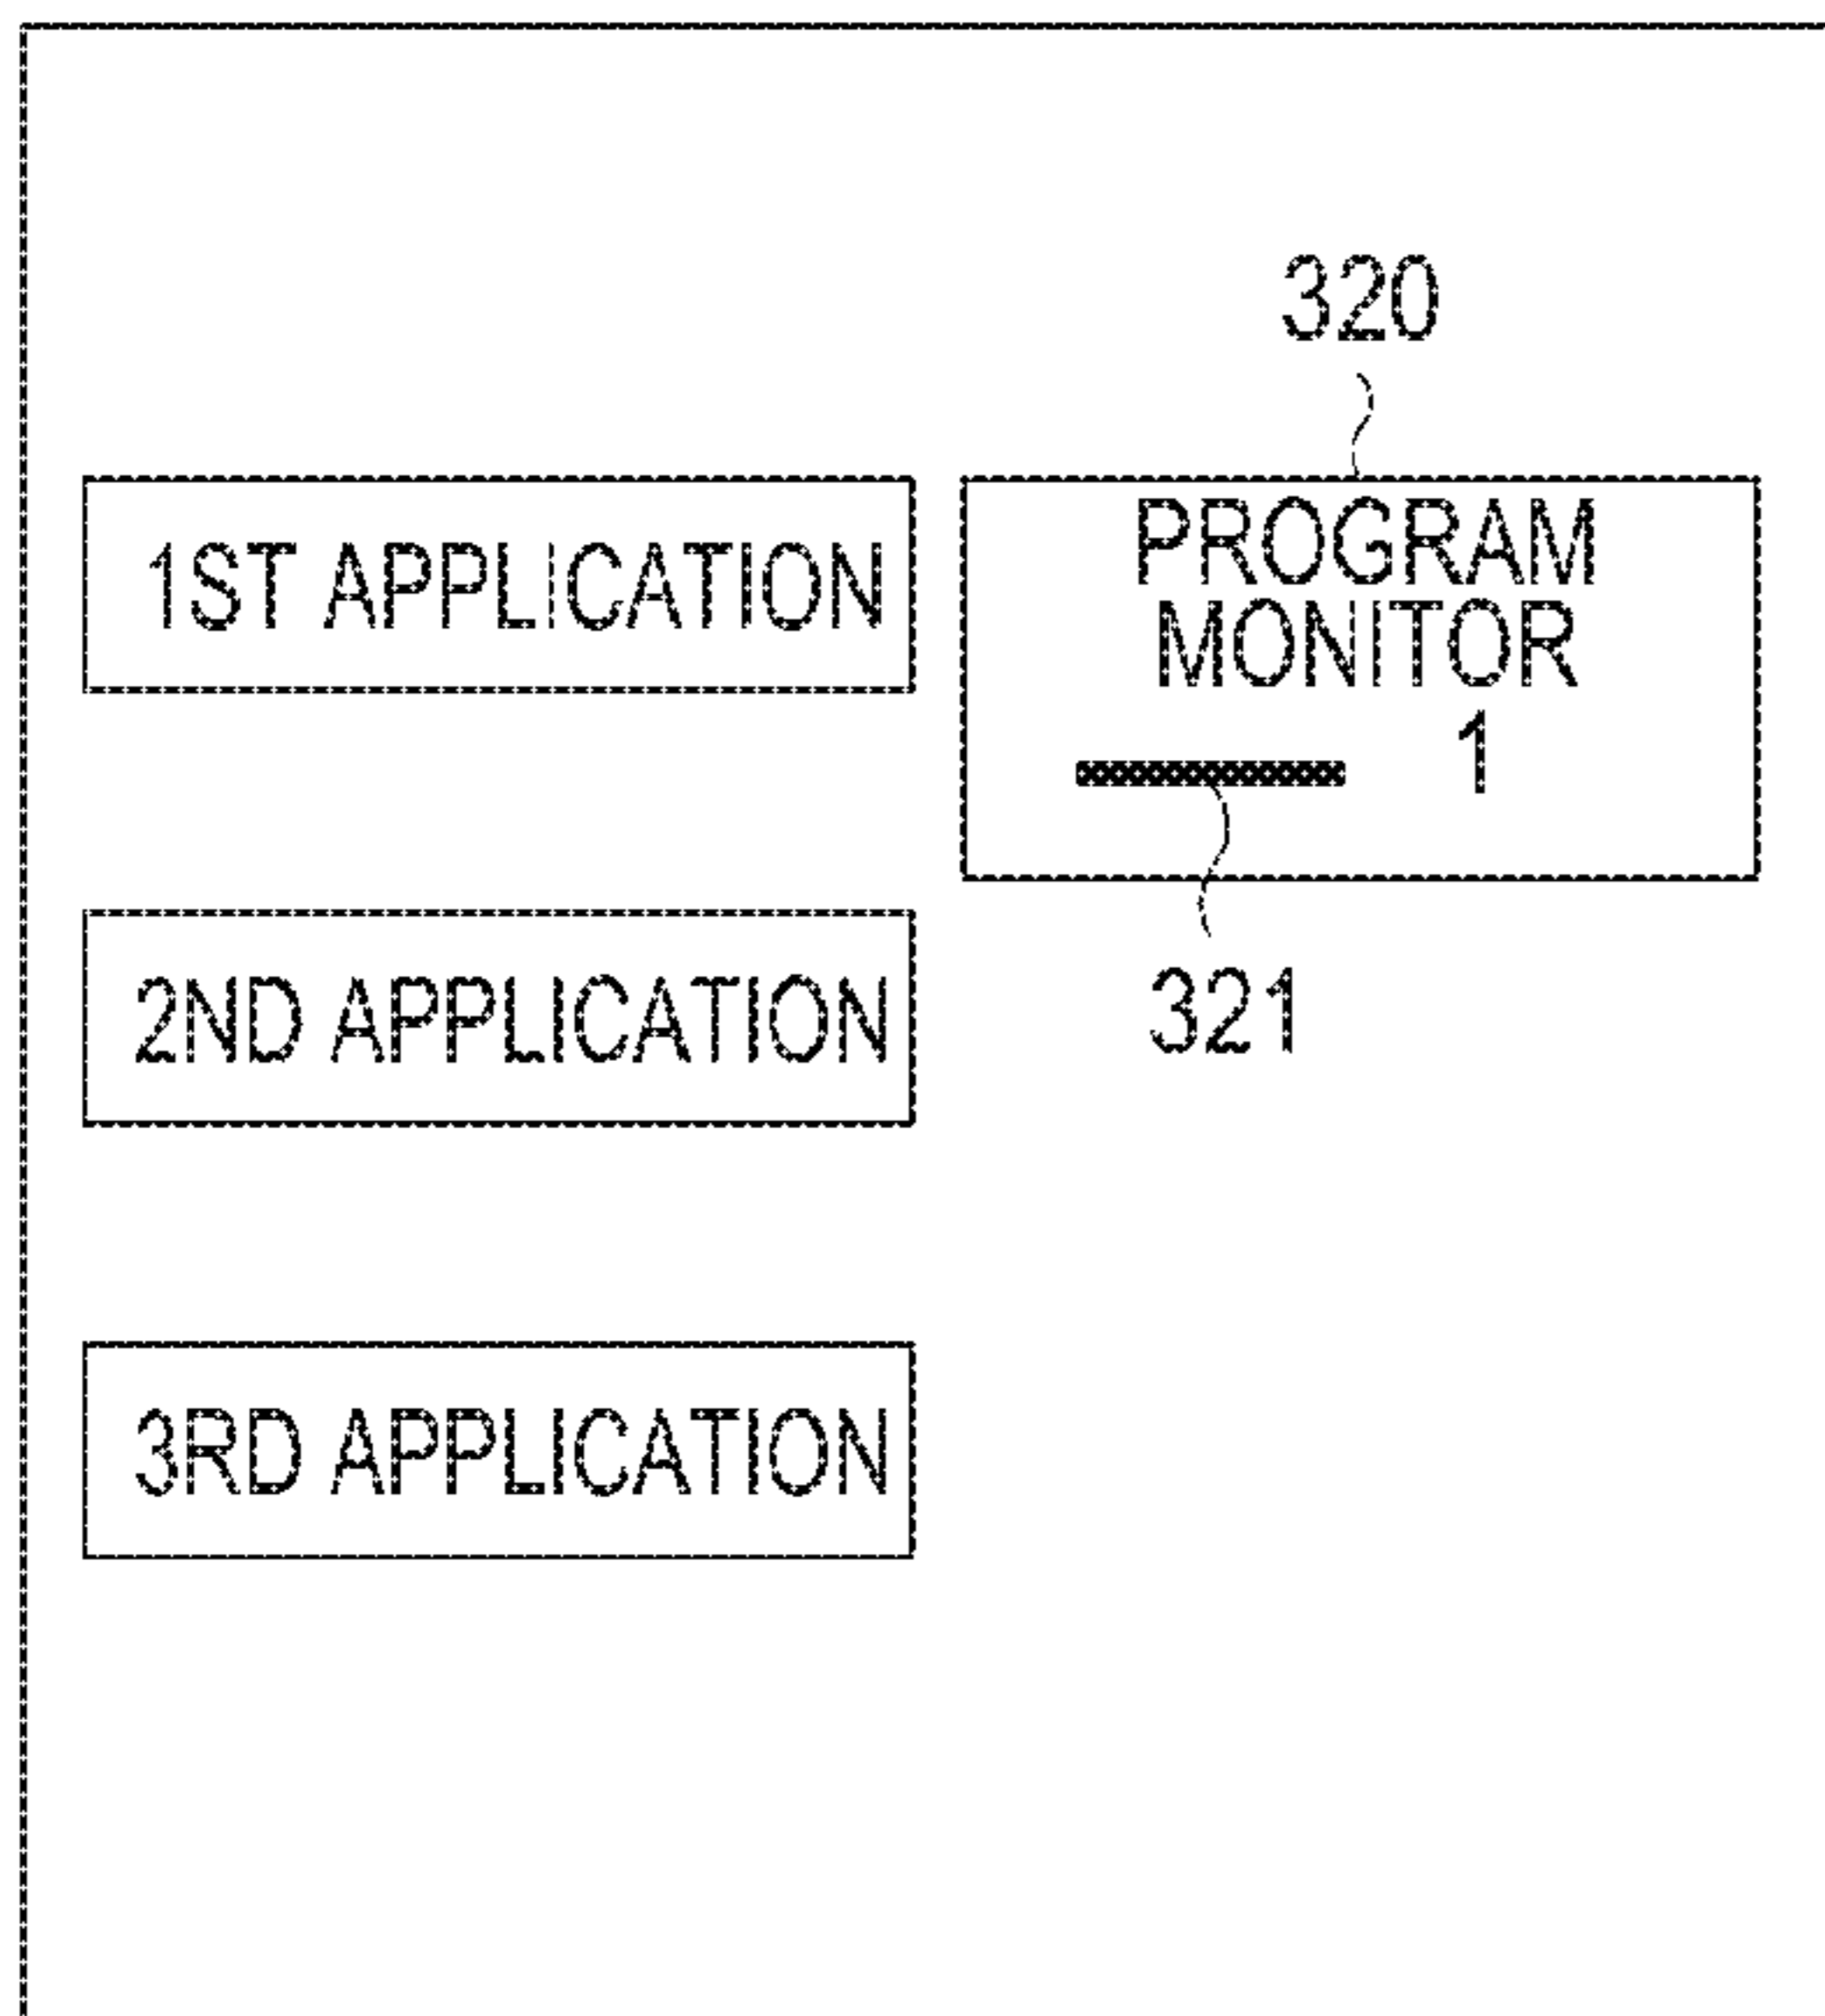 320
1ST APPLICATION
PROGRAM
MONITOR
1
2ND APPLICATION
321
3RD APPLICATION